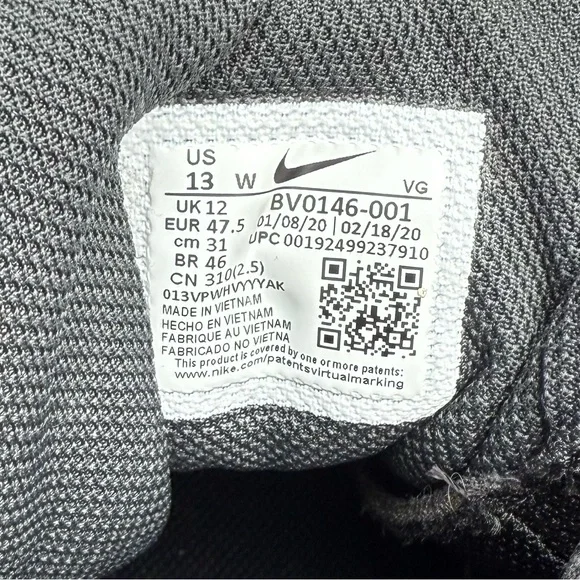 US
13 W VG
UK 12 BV0146-001
EUR 47.5 01/08/20 | 02/18/20
cm 31 UPC 00192499237910
BR 46
CN 310(2.5)
013VPWHVYYYAK
MADE IN VIETNAM
HECHO EN VIETNAM
FABRIQUE AU VIETNAM
FABRICADO NO VIETNA
This product is covered by one or more patents:
www.nike.com/patentsvirtualmarking